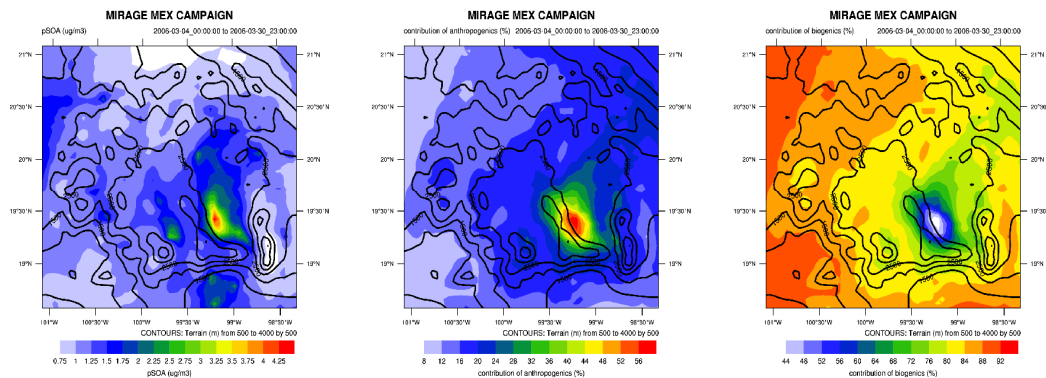 MIRAGE MEX CAMPAIGN
pSOA (ug/m3) 2006-03-04_00:00:00 to 2006-03-30_23:00:00
21°N
20°30'N
20°N
19°30'N
19°N
101°W 100°30'W 100°W 99°30'W 99°W 98°30'W
CONTOURS: Terrain (m) from 500 to 4000 by 500
0.75 1 1.25 1.5 1.75 2 2.25 2.5 2.75 3 3.25 3.5 3.75 4 4.25
pSOA (ug/m3)
MIRAGE MEX CAMPAIGN
contribution of anthropogenics (%) 2006-03-04_00:00:00 to 2006-03-30_23:00:00
21°N
20°30'N
20°N
19°30'N
19°N
101°W 100°30'W 100°W 99°30'W 99°W 98°30'W
CONTOURS: Terrain (m) from 500 to 4000 by 500
8 12 16 20 24 28 32 36 40 44 48 52 56
contribution of anthropogenics (%)
MIRAGE MEX CAMPAIGN
contribution of biogenics (%) 2006-03-04_00:00:00 to 2006-03-30_23:00:00
21°N
20°30'N
20°N
19°30'N
19°N
101°W 100°30'W 100°W 99°30'W 99°W 98°30'W
CONTOURS: Terrain (m) from 500 to 4000 by 500
44 48 52 56 60 64 68 72 76 80 84 88 92
contribution of biogenics (%)